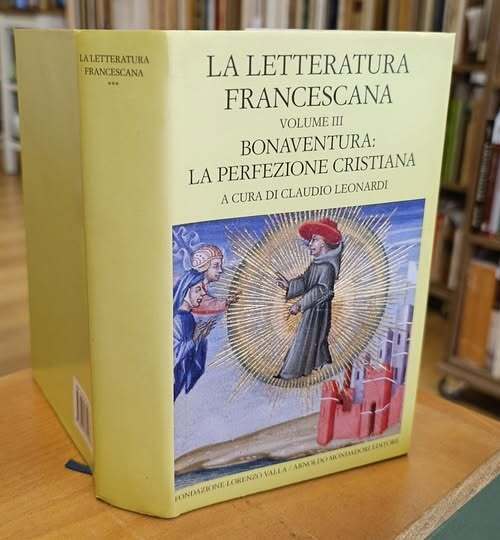 LA LETTERATURA
FRANCESCANA
***
LA LETTERATURA
FRANCESCANA
VOLUME III
BONAVENTURA:
LA PERFEZIONE CRISTIANA
A CURA DI CLAUDIO LEONARDI
FONDAZIONE LORENZO VALLA / ARNOLDO MONDADORI EDITORE